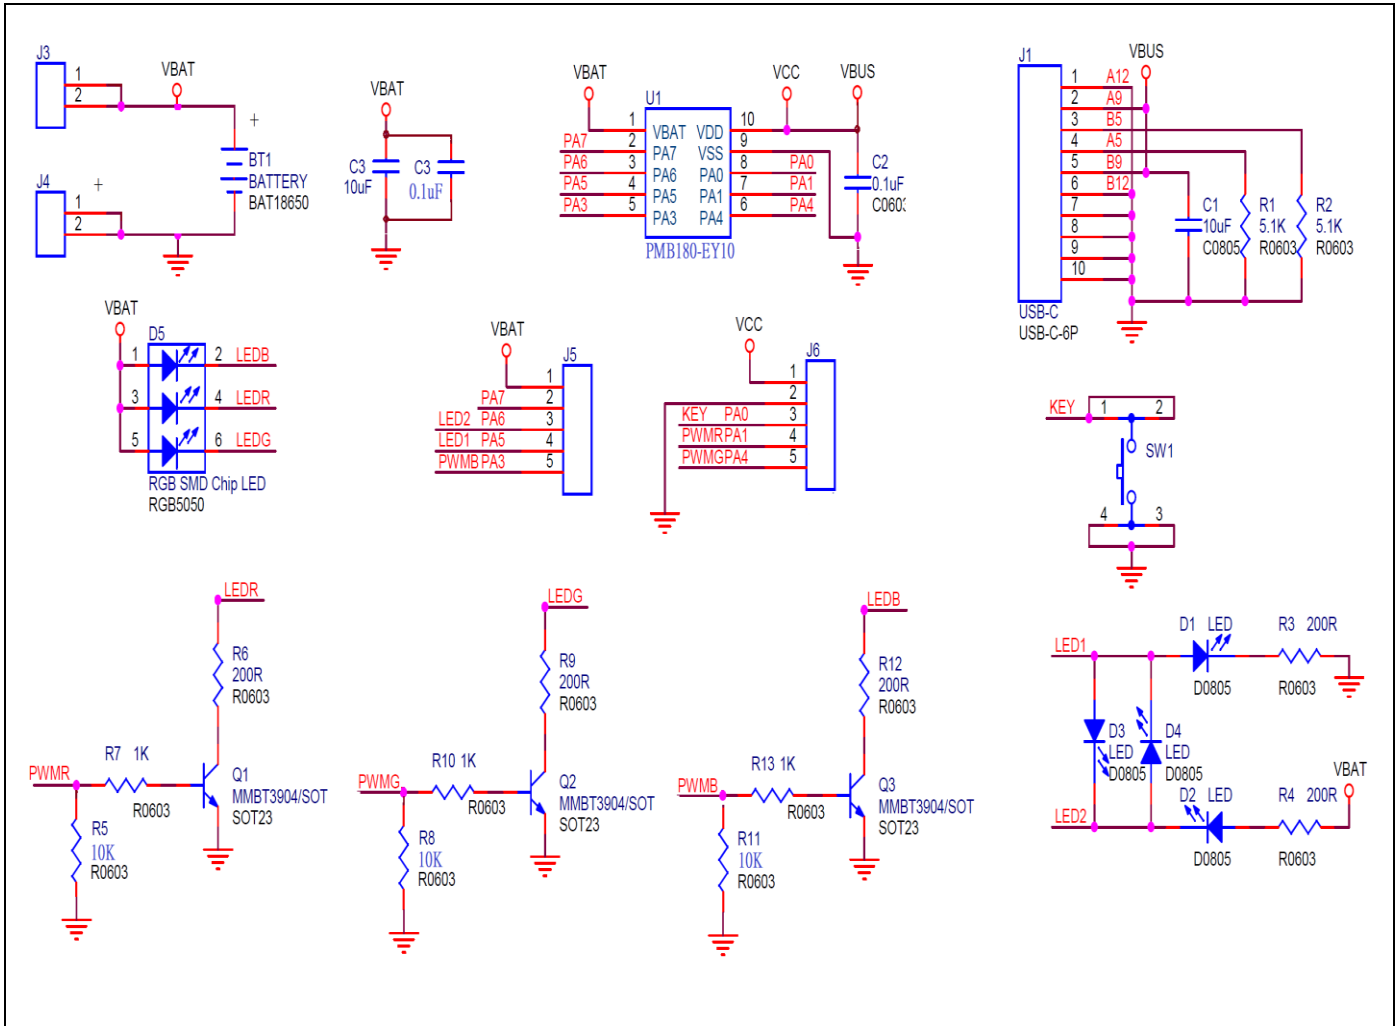 J3
1
2
VBAT
+
BT1
BATTERY
BAT18650
J4
+
1
2
VBAT
C3
10uF
C3
0.1uF
VBAT
VCC
VBUS
U1
1
VBAT
VDD
10
PA7
2
PA7
VSS
9
PA6
3
PA6
PA0
8
PA0
PA5
4
PA5
PA1
7
PA1
PA3
5
PA3
PA4
6
PA4
PMB180-EY10
C2
0.1uF
C0603
J1
VBUS
1
A12
2
A9
3
B5
4
A5
5
B9
6
B12
7
8
9
10
C1
10uF
C0805
R1
5.1K
R0603
R2
5.1K
R0603
USB-C
USB-C-6P
VBAT
D5
1
2
LEDB
3
4
LEDR
5
6
LEDG
RGB SMD Chip LED
RGB5050
VBAT
J5
1
PA7
2
LED2 PA6
3
LED1 PA5
4
PWMB PA3
5
VCC
J6
1
2
KEY PA0
3
PWMR PA1
4
PWMG PA4
5
KEY
1
2
SW1
4
3
LEDR
R6
200R
R0603
PWMR
R7 1K
R0603
Q1
MMBT3904/SOT
SOT23
R5
10K
R0603
LEDG
R9
200R
R0603
PWMG
R10 1K
R0603
Q2
MMBT3904/SOT
SOT23
R8
10K
R0603
LEDB
R12
200R
R0603
PWMB
R13 1K
R0603
Q3
MMBT3904/SOT
SOT23
R11
10K
R0603
LED1
D1 LED
D0805
R3 200R
R0603
D3
LED
D0805
D4
LED
D0805
VBAT
LED2
D2 LED
D0805
R4 200R
R0603